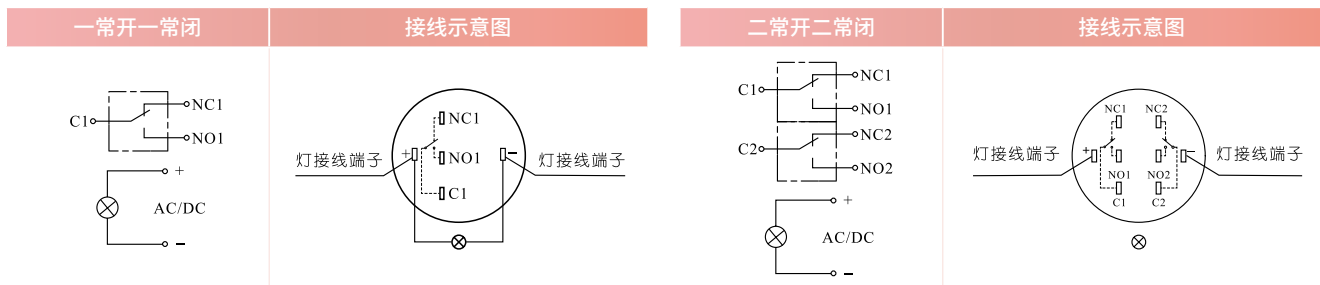 一常开一常闭
接线示意图
二常开二常闭
接线示意图
C1
NC1
NO1
+
AC/DC
−
NC1
NO1
C1
灯接线端子
+
−
灯接线端子
C1
NC1
NO1
C2
NC2
NO2
+
AC/DC
−
NC1
NC2
灯接线端子
+
−
灯接线端子
NO1
NO2
C1
C2